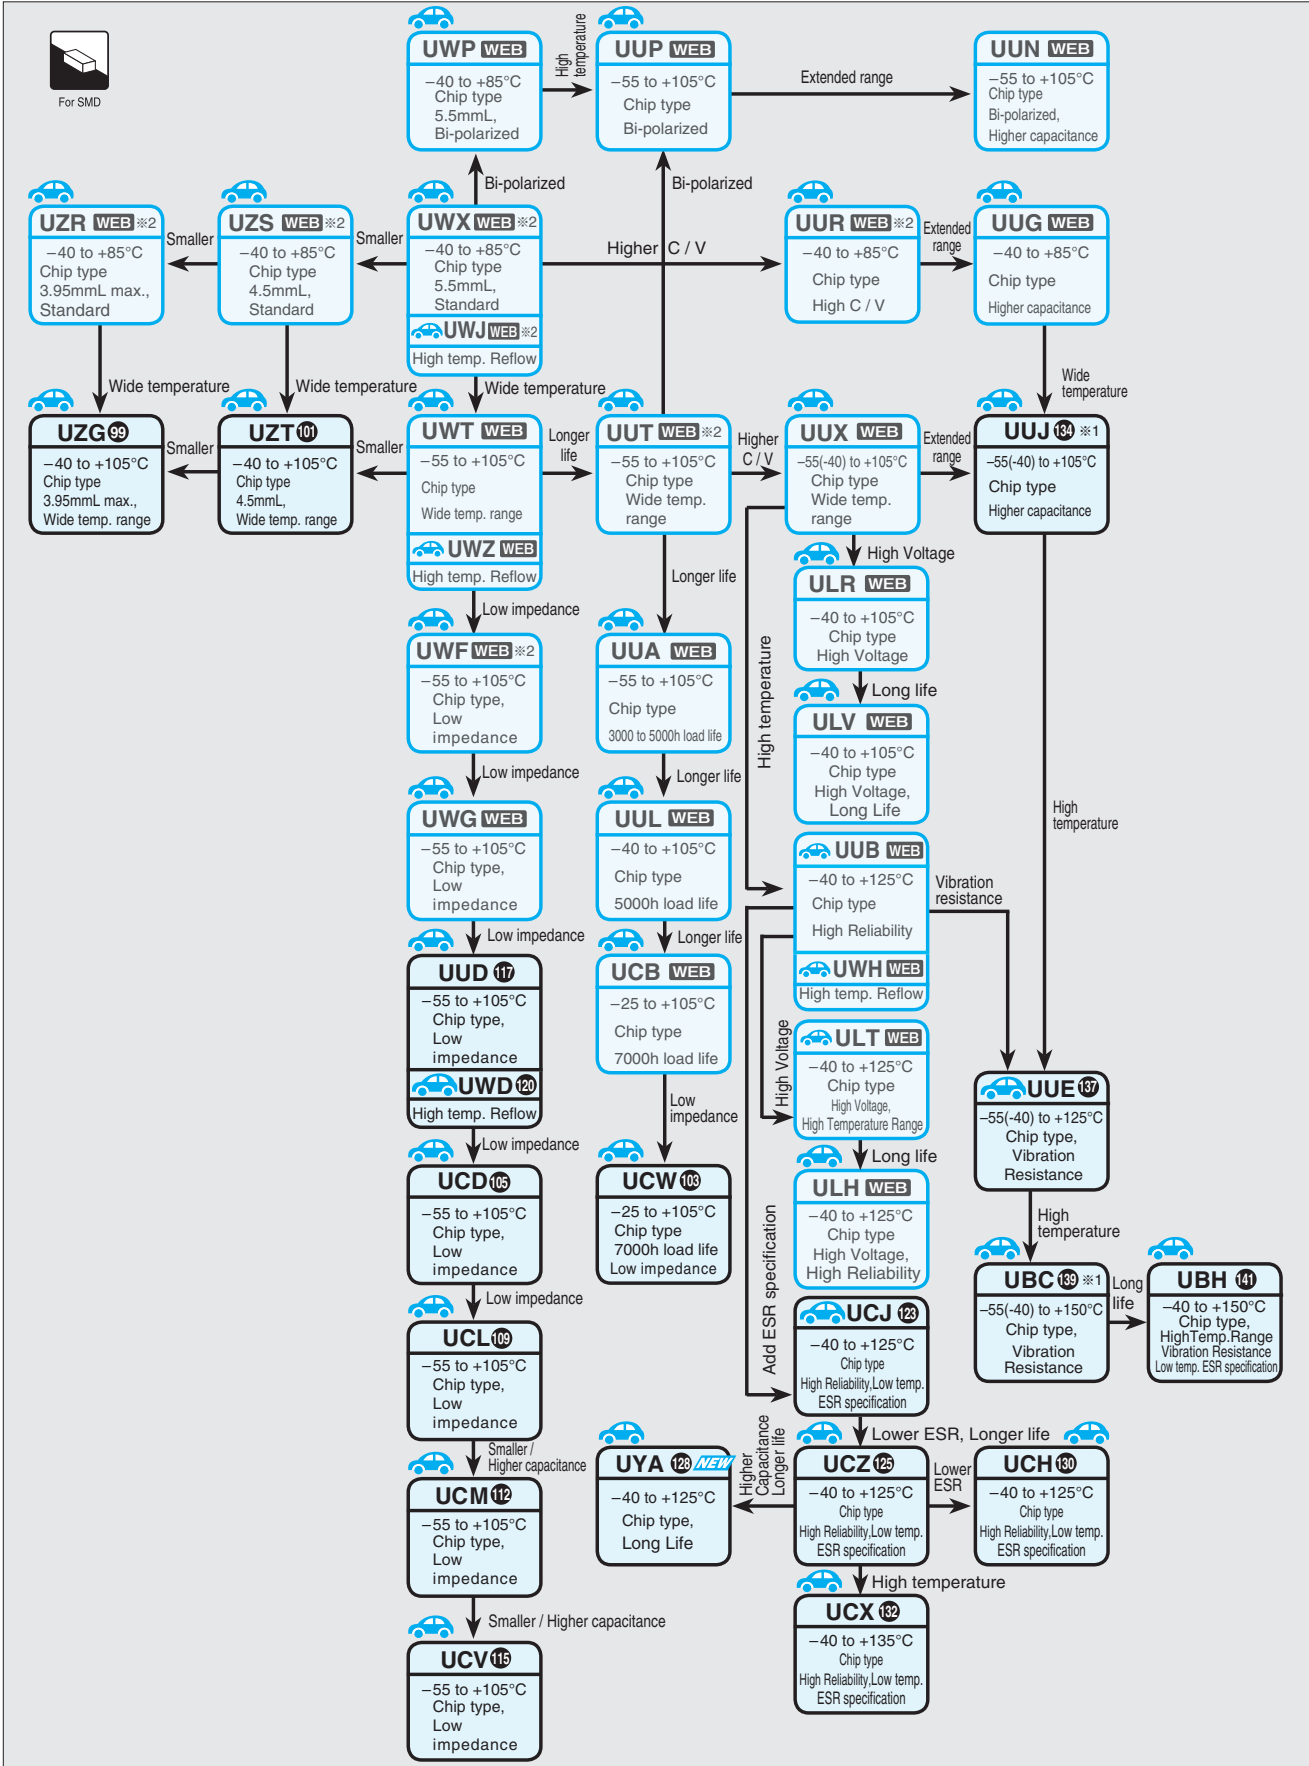 For SMD
UWP WEB
−40 to +85°C
Chip type
5.5mmL,
Bi-polarized
High
temperature
UUP WEB
−55 to +105°C
Chip type
Bi-polarized
Extended range
UUN WEB
−55 to +105°C
Chip type
Bi-polarized,
Higher capacitance
Bi-polarized
Bi-polarized
UZR WEB ※2
−40 to +85°C
Chip type
3.95mmL max.,
Standard
Smaller
UZS WEB ※2
−40 to +85°C
Chip type
4.5mmL,
Standard
Smaller
UWX WEB ※2
−40 to +85°C
Chip type
5.5mmL,
Standard
UWJ WEB ※2
High temp. Reflow
Higher C / V
UUR WEB ※2
−40 to +85°C
Chip type
High C / V
Extended
range
UUG WEB
−40 to +85°C
Chip type
Higher capacitance
Wide temperature
Wide temperature
Wide temperature
Wide
temperature
UZG 99
−40 to +105°C
Chip type
3.95mmL max.,
Wide temp. range
Smaller
UZT 101
−40 to +105°C
Chip type
4.5mmL,
Wide temp. range
Smaller
UWT WEB
−55 to +105°C
Chip type
Wide temp. range
UWZ WEB
High temp. Reflow
Longer
life
UUT WEB ※2
−55 to +105°C
Chip type
Wide temp.
range
Higher
C / V
UUX WEB
−55(-40) to +105°C
Chip type
Wide temp.
range
Extended
range
UUJ 134 ※1
−55(-40) to +105°C
Chip type
Higher capacitance
High Voltage
Longer life
Low impedance
ULR WEB
−40 to +105°C
Chip type
High Voltage
UWF WEB ※2
−55 to +105°C
Chip type,
Low
impedance
UUA WEB
−55 to +105°C
Chip type
3000 to 5000h load life
High temperature
Long life
ULV WEB
−40 to +105°C
Chip type
High Voltage,
Long Life
Low impedance
Longer life
UWG WEB
−55 to +105°C
Chip type,
Low
impedance
UUL WEB
−40 to +105°C
Chip type
5000h load life
High
temperature
UUB WEB
−40 to +125°C
Chip type
High Reliability
UWH WEB
High temp. Reflow
Vibration
resistance
Low impedance
Longer life
UUD 117
−55 to +105°C
Chip type,
Low
impedance
UWD 120
High temp. Reflow
UCB WEB
−25 to +105°C
Chip type
7000h load life
High Voltage
ULT WEB
−40 to +125°C
Chip type
High Voltage,
High Temperature Range
UUE 137
−55(-40) to +125°C
Chip type,
Vibration
Resistance
Low
impedance
Low impedance
Long life
UCD 105
−55 to +105°C
Chip type,
Low
impedance
UCW 103
−25 to +105°C
Chip type
7000h load life
Low impedance
ULH WEB
−40 to +125°C
Chip type
High Voltage,
High Reliability
High
temperature
Add ESR specification
UBC 139 ※1
−55(-40) to +150°C
Chip type,
Vibration
Resistance
Long
life
UBH 141
−40 to +150°C
Chip type,
HighTemp.Range
Vibration Resistance
Low temp. ESR specification
Low impedance
UCL 109
−55 to +105°C
Chip type,
Low
impedance
UCJ 123
−40 to +125°C
Chip type
High Reliability,Low temp.
ESR specification
Smaller /
Higher capacitance
Lower ESR, Longer life
UCM 112
−55 to +105°C
Chip type,
Low
impedance
UYA 128 NEW
−40 to +125°C
Chip type,
Long Life
Higher
Capacitance
Longer life
UCZ 125
−40 to +125°C
Chip type
High Reliability,Low temp.
ESR specification
Lower
ESR
UCH 130
−40 to +125°C
Chip type
High Reliability,Low temp.
ESR specification
High temperature
Smaller / Higher capacitance
UCX 132
−40 to +135°C
Chip type
High Reliability,Low temp.
ESR specification
UCV 115
−55 to +105°C
Chip type,
Low
impedance